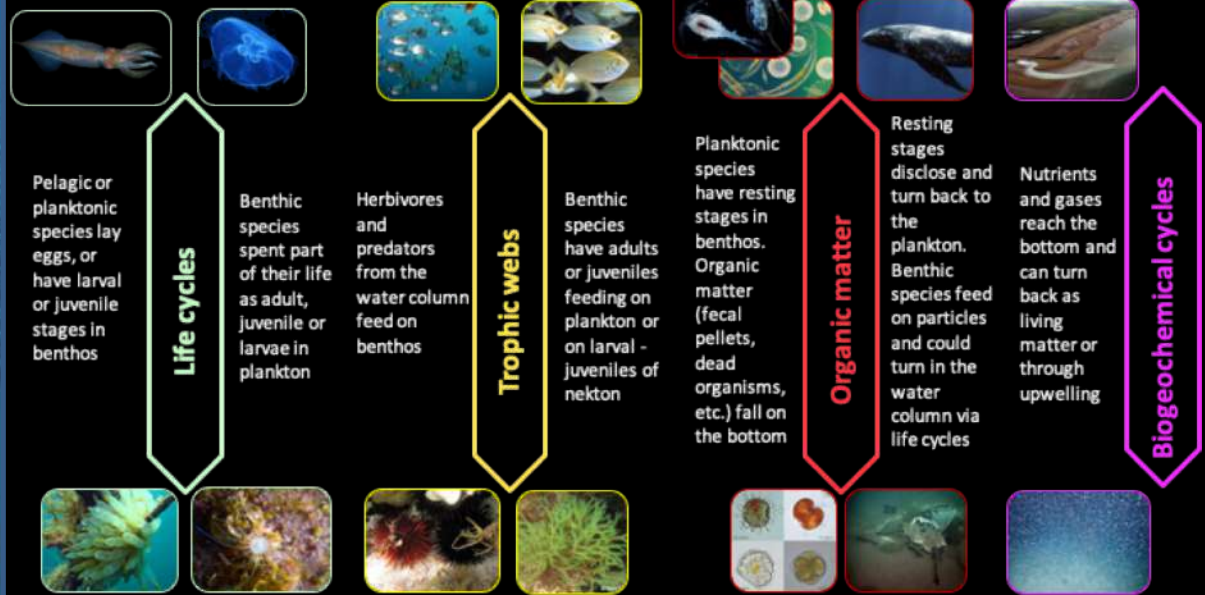 Pelagic or
planktonic
species lay
eggs, or
have larval
or juvenile
stages in
benthos
Life cycles
Benthic
species
spent part
of their life
as adult,
juvenile or
larvae in
plankton
Herbivores
and
predators
from the
water column
feed on
benthos
Trophic webs
Benthic
species
have adults
or juveniles
feeding on
plankton or
on larval -
juveniles of
nekton
Planktonic
species
have resting
stages in
benthos.
Organic
matter
(fecal
pellets,
dead
organisms,
etc.) fall on
the bottom
Organic matter
Resting
stages
disclose and
turn back to
the
plankton.
Benthic
species feed
on particles
and could
turn in the
water
column via
life cycles
Nutrients
and gases
reach the
bottom and
can turn
back as
living
matter or
through
upwelling
Biogeochemical cycles